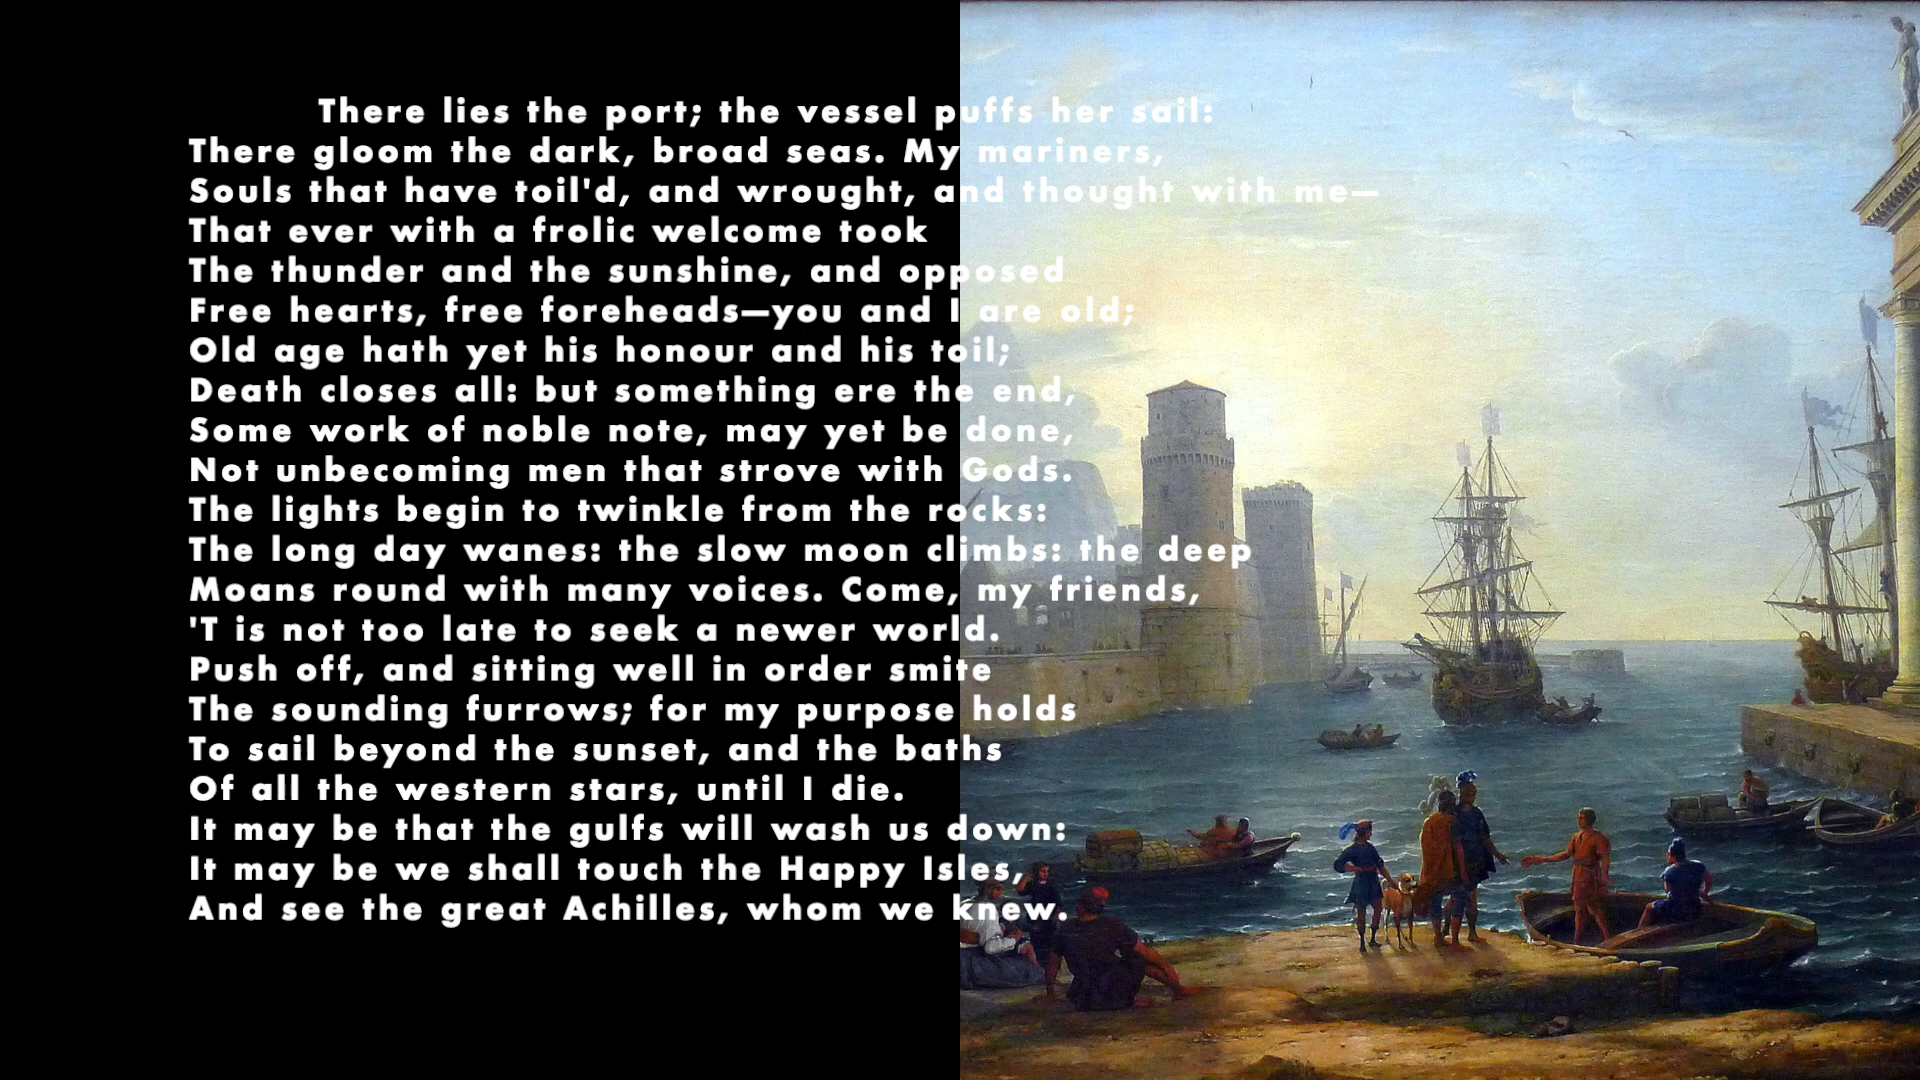 There lies the port; the vessel puffs her sail:
There gloom the dark, broad seas. My mariners,
Souls that have toil'd, and wrought, and thought with me—
That ever with a frolic welcome took
The thunder and the sunshine, and opposed
Free hearts, free foreheads—you and I are old;
Old age hath yet his honour and his toil;
Death closes all: but something ere the end,
Some work of noble note, may yet be done,
Not unbecoming men that strove with Gods.
The lights begin to twinkle from the rocks:
The long day wanes: the slow moon climbs: the deep
Moans round with many voices. Come, my friends,
'T is not too late to seek a newer world.
Push off, and sitting well in order smite
The sounding furrows; for my purpose holds
To sail beyond the sunset, and the baths
Of all the western stars, until I die.
It may be that the gulfs will wash us down:
It may be we shall touch the Happy Isles,
And see the great Achilles, whom we knew.